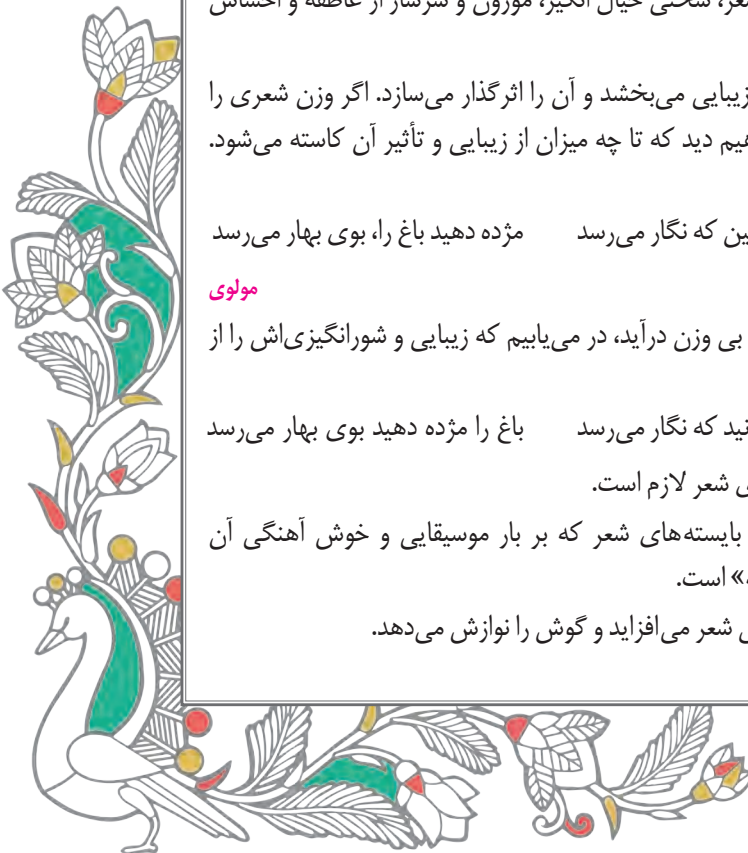 سخنی خیال انگیز، موزون و سرشار از عاطفه و احساس
زیبایی می‌بخشد و آن را اثرگذار می‌سازد. اگر وزن شعری را
دید که تا چه میزان از زیبایی و تأثیر آن کاسته می‌شود.
که نگار می‌رسد مژده دهید باغ را، بوی بهار می‌رسد
مولوی
بی وزن درآید، در می‌یابیم که زیبایی و شورانگیزی‌اش را از
که نگار می‌رسد باغ را مژده دهید بوی بهار می‌رسد
شعر لازم است.
بایسته‌های شعر که بر بار موسیقایی و خوش آهنگی آن
» است.
شعر می‌افزاید و گوش را نوازش می‌دهد.